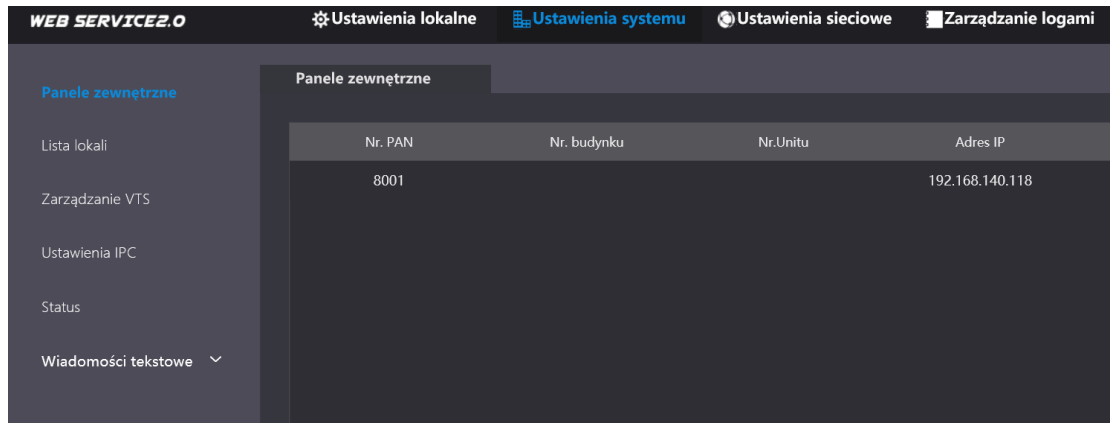 WEB SERVICE2.0 Ustawienia lokalne Ustawienia systemu Ustawienia sieciowe Zarządzanie logami
Panele zewnętrzne
Lista lokali
Zarządzanie VTS
Ustawienia IPC
Status
Wiadomości tekstowe
Panele zewnętrzne
Nr. PAN Nr. budynku Nr.Unitu Adres IP
8001 192.168.140.118